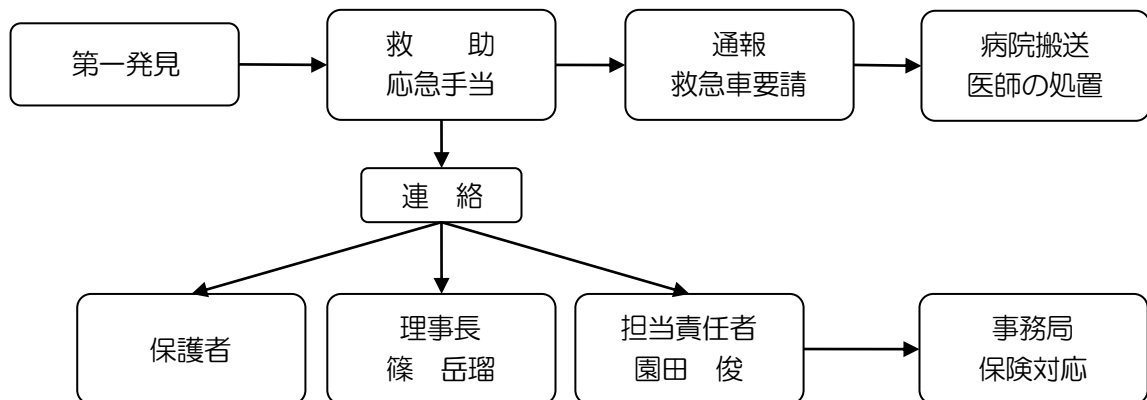 第一発見
救　　助
応急手当
通報
救急車要請
病院搬送
医師の処置
連　絡
保護者
理事長
篠　岳瑠
担当責任者
園田　俊
事務局
保険対応